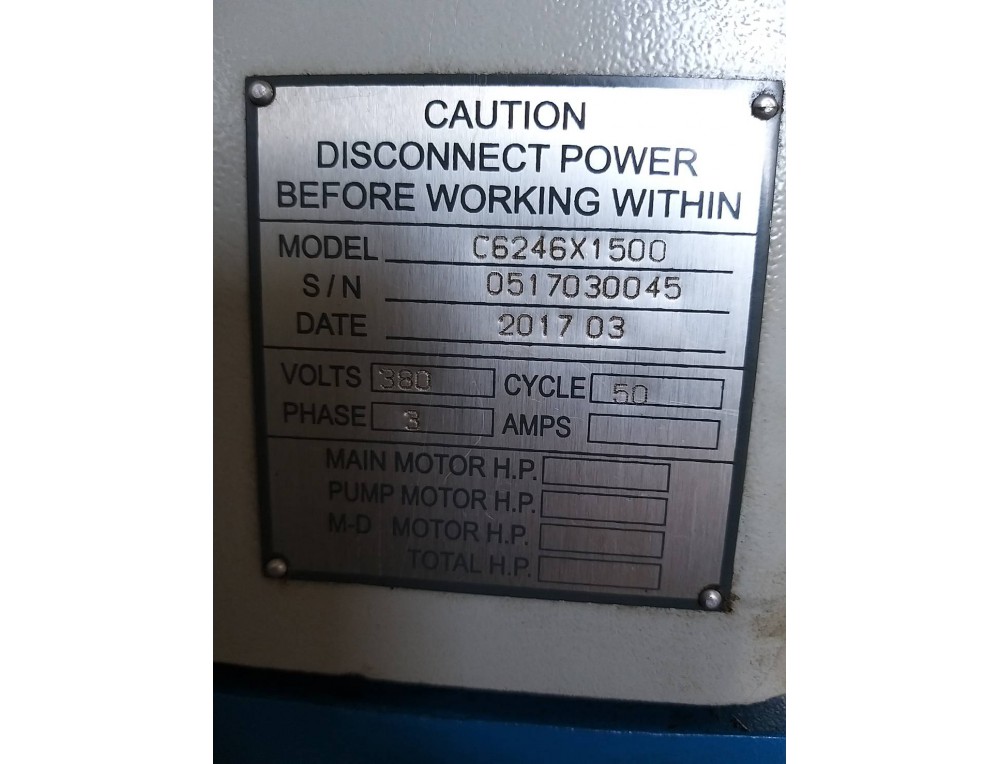 CAUTION
DISCONNECT POWER
BEFORE WORKING WITHIN
MODEL C6246X1500
S/N 0517030045
DATE 2017 03
VOLTS 380 CYCLE 50
PHASE 3 AMPS
MAIN MOTOR H.P.
PUMP MOTOR H.P.
M-D MOTOR H.P.
TOTAL H.P.